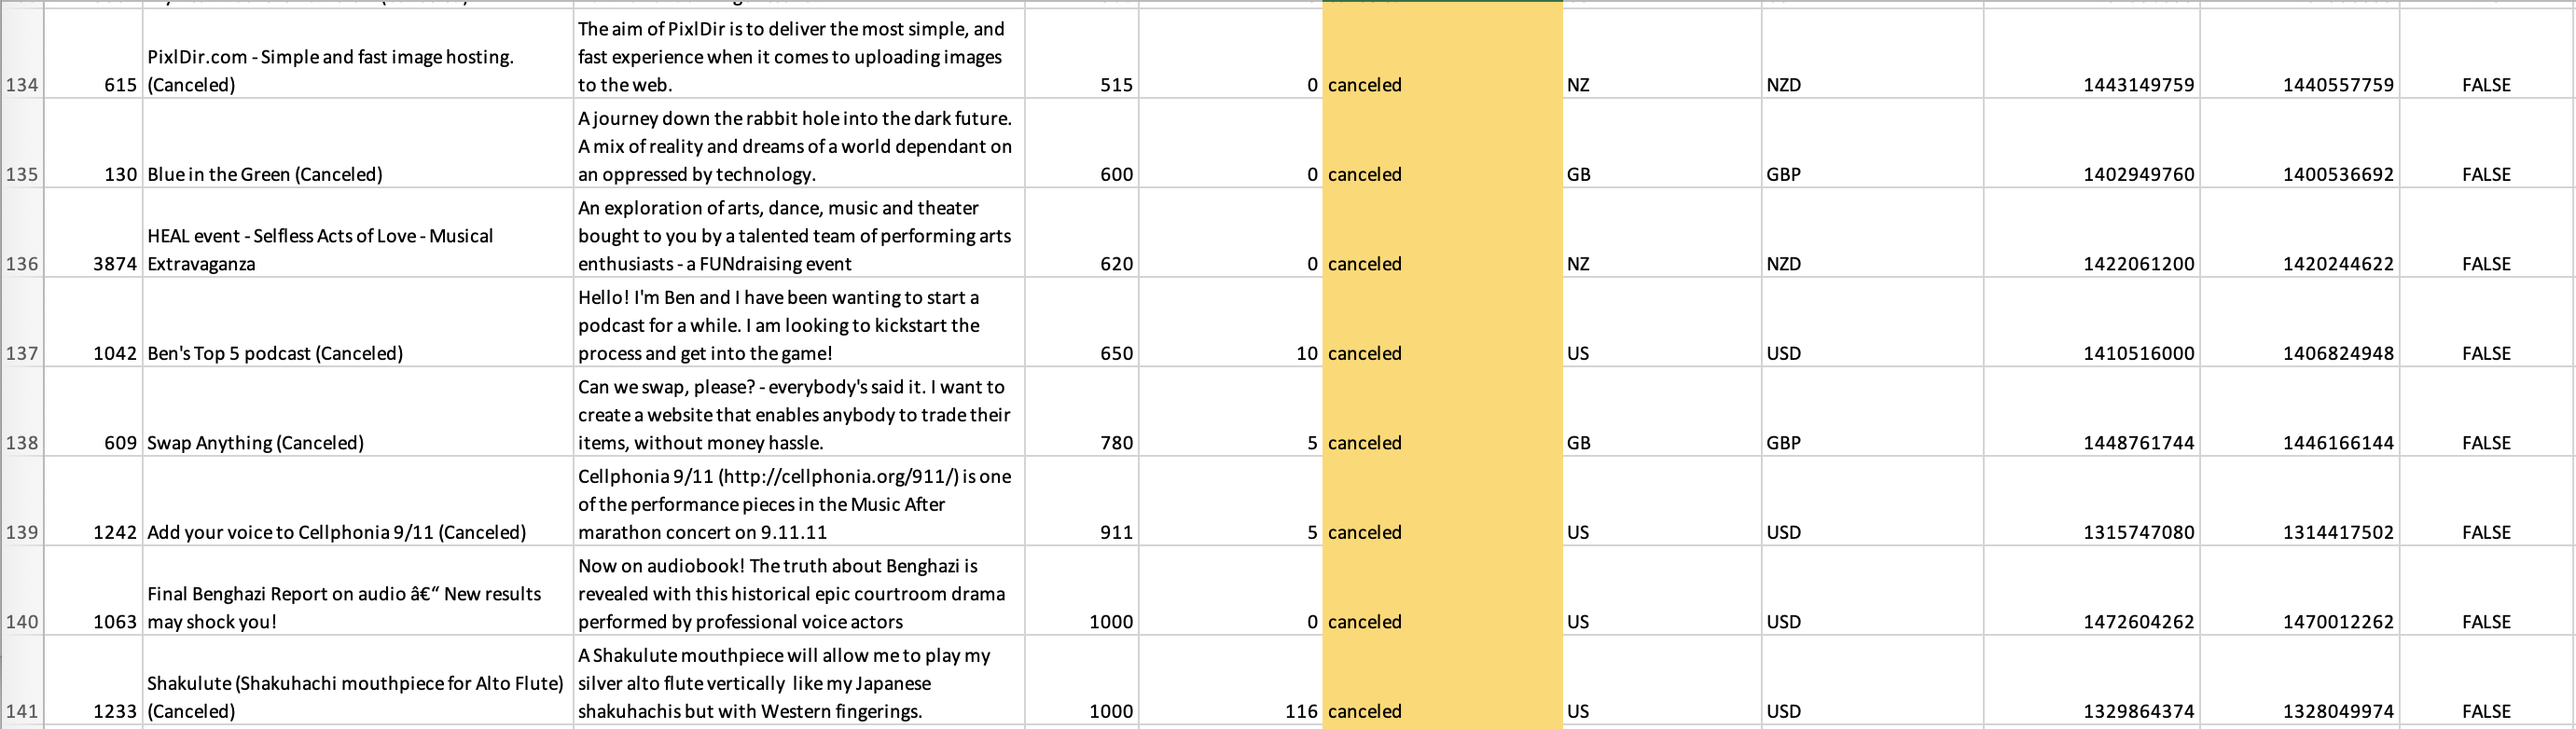 The aim of PixlDir is to deliver the most simple, and
PixlDir.com - Simple and fast image hosting. fast experience when it comes to uploading images
134 615 (Canceled) to the web. 515 0 canceled NZ NZD 1443149759 1440557759 FALSE
A journey down the rabbit hole into the dark future.
A mix of reality and dreams of a world dependant on
135 130 Blue in the Green (Canceled) an oppressed by technology. 600 0 canceled GB GBP 1402949760 1400536692 FALSE
An exploration of arts, dance, music and theater
HEAL event - Selfless Acts of Love - Musical bought to you by a talented team of performing arts
136 3874 Extravaganza enthusiasts - a FUNdraising event 620 0 canceled NZ NZD 1422061200 1420244622 FALSE
Hello! I'm Ben and I have been wanting to start a
podcast for a while. I am looking to kickstart the
137 1042 Ben's Top 5 podcast (Canceled) process and get into the game! 650 10 canceled US USD 1410516000 1406824948 FALSE
Can we swap, please? - everybody's said it. I want to
create a website that enables anybody to trade their
138 609 Swap Anything (Canceled) items, without money hassle. 780 5 canceled GB GBP 1448761744 1446166144 FALSE
Cellphonia 9/11 (http://cellphonia.org/911/) is one
of the performance pieces in the Music After
139 1242 Add your voice to Cellphonia 9/11 (Canceled) marathon concert on 9.11.11 911 5 canceled US USD 1315747080 1314417502 FALSE
Now on audiobook! The truth about Benghazi is
Final Benghazi Report on audio â€“ New results revealed with this historical epic courtroom drama
140 1063 may shock you! performed by professional voice actors 1000 0 canceled US USD 1472604262 1470012262 FALSE
A Shakulute mouthpiece will allow me to play my
Shakulute (Shakuhachi mouthpiece for Alto Flute) silver alto flute vertically  like my Japanese
141 1233 (Canceled) shakuhachis but with Western fingerings. 1000 116 canceled US USD 1329864374 1328049974 FALSE